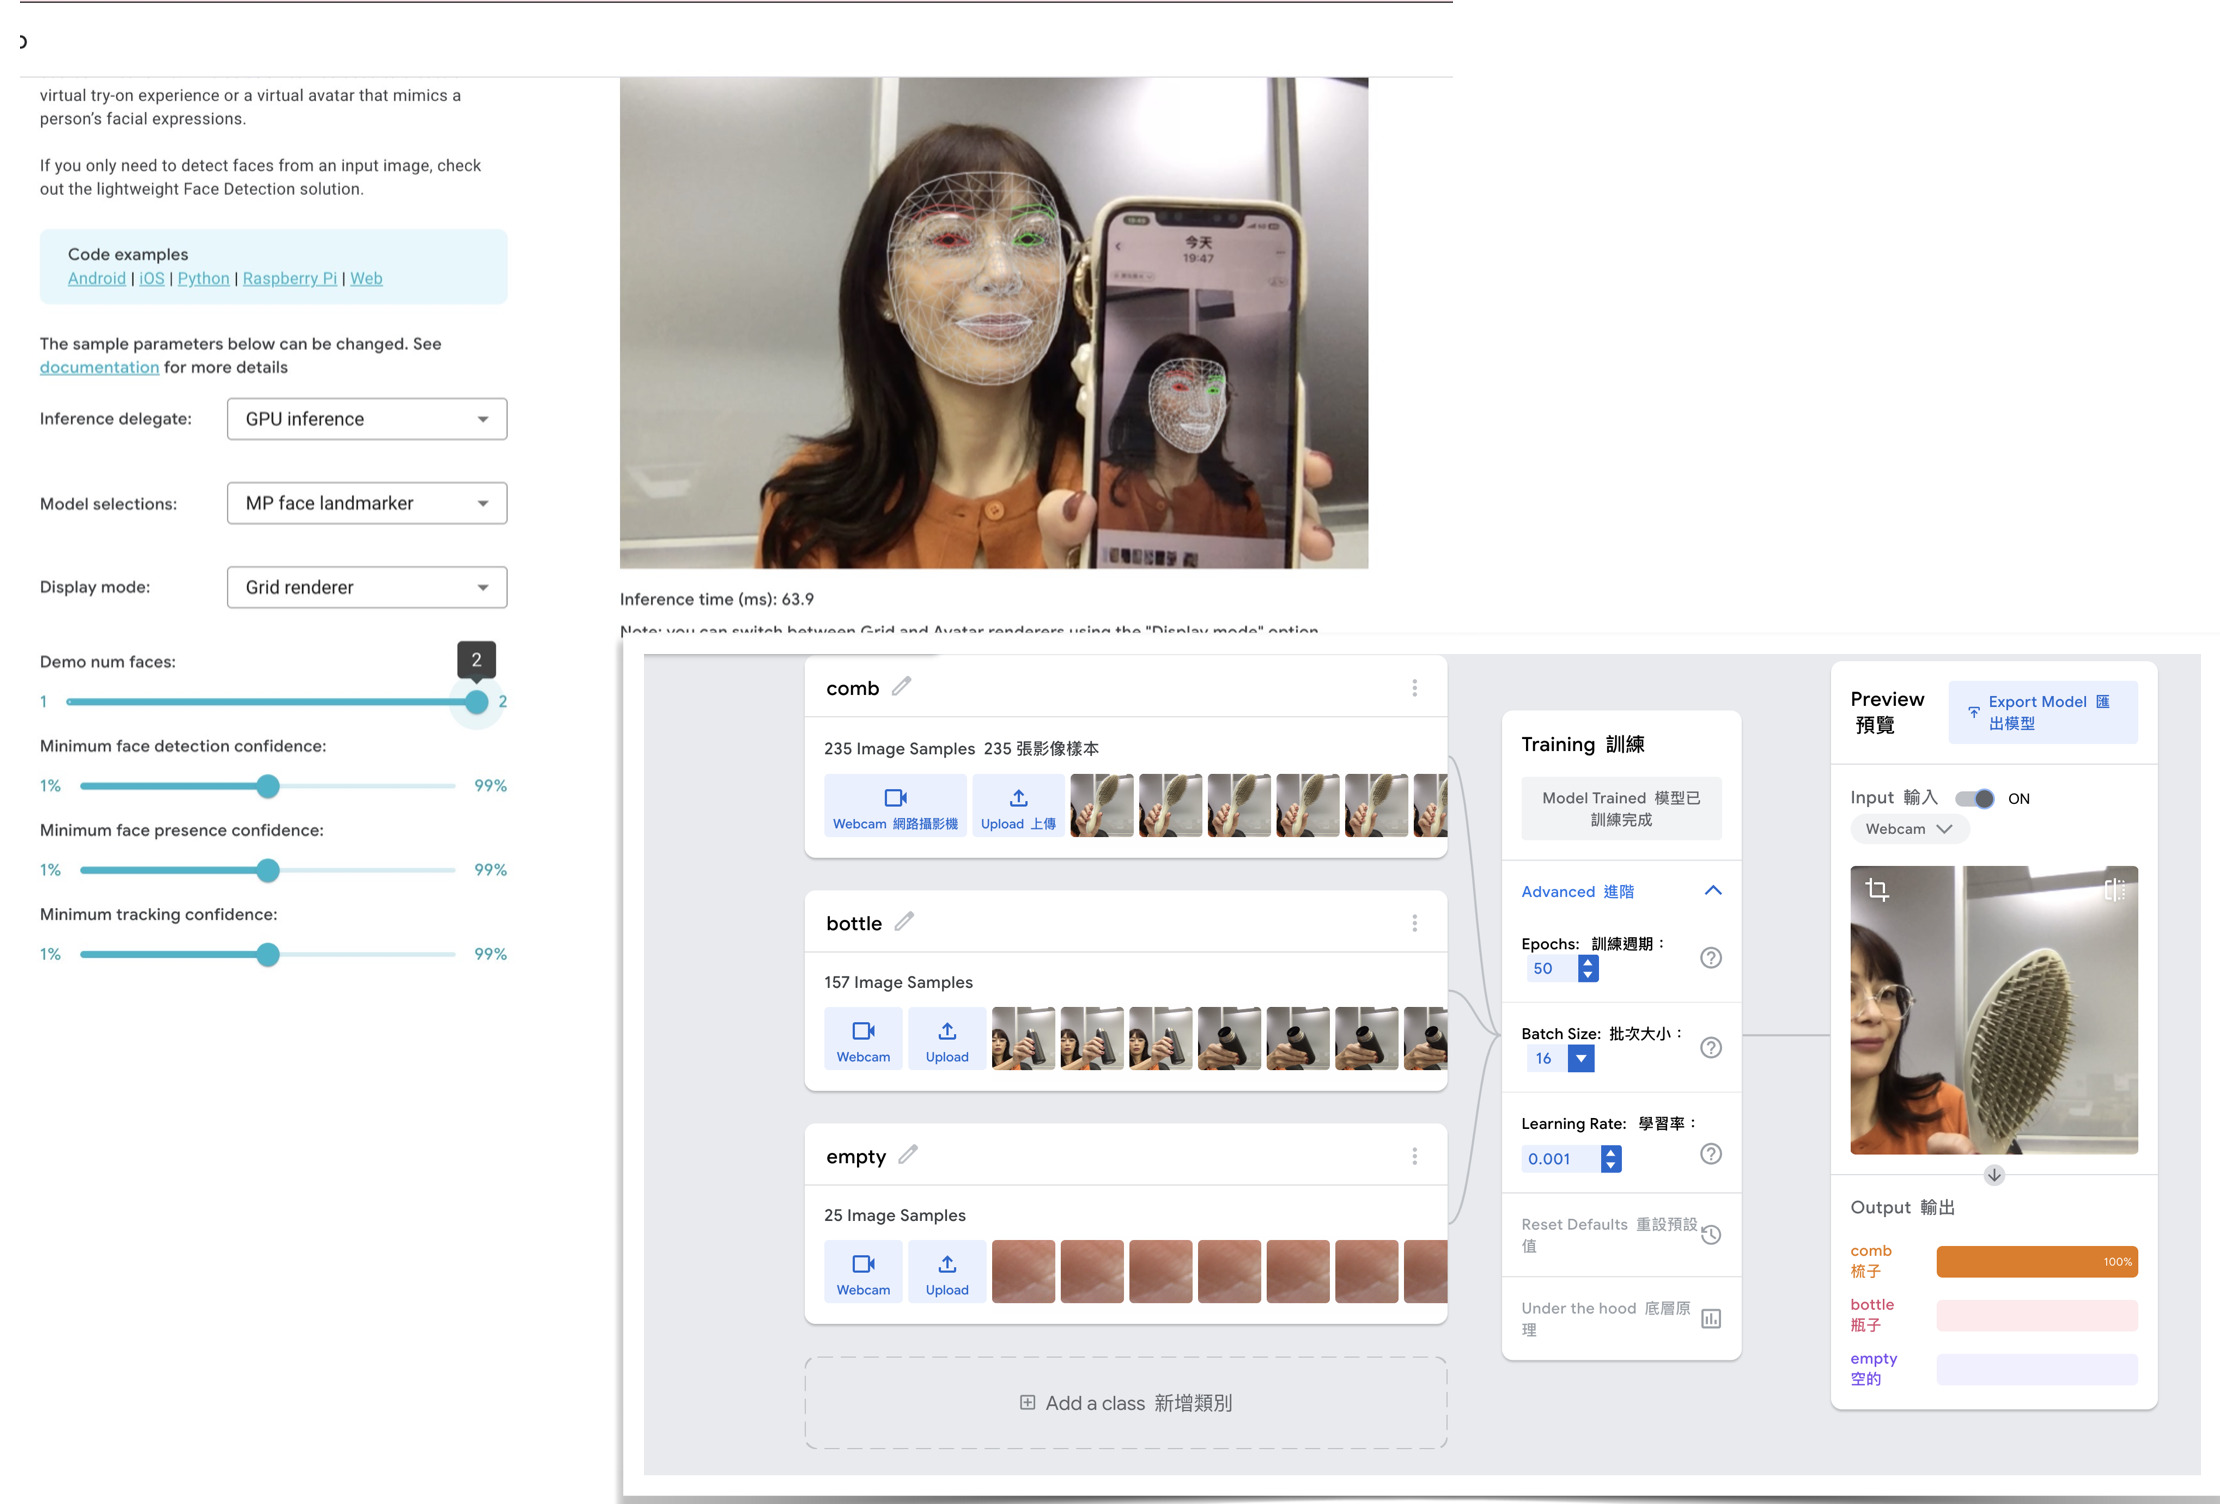 virtual try-on experience or a virtual avatar that mimics a
person's facial expressions.
If you only need to detect faces from an input image, check
out the lightweight Face Detection solution.
Code examples
Android | iOS | Python | Raspberry Pi | Web
The sample parameters below can be changed. See
documentation for more details
Inference delegate: GPU inference
Model selections: MP face landmarker
Display mode: Grid renderer
Demo num faces:
2
1 2
Minimum face detection confidence:
1% 99%
Minimum face presence confidence:
1% 99%
Minimum tracking confidence:
1% 99%
今天
19:47
Inference time (ms): 63.9
Note: you can switch between Grid and Avatar renderers using the "Display mode" option
comb
235 Image Samples 235 張影像樣本
Webcam 網路攝影機
Upload 上傳
bottle
157 Image Samples
Webcam
Upload
empty
25 Image Samples
Webcam
Upload
Add a class 新增類別
Training 訓練
Model Trained 模型已
訓練完成
Advanced 進階
Epochs: 訓練週期：
50
Batch Size: 批次大小：
16
Learning Rate: 學習率：
0.001
Reset Defaults 重設預設
值
Under the hood 底層原
理
Preview
預覽
Export Model 匯
出模型
Input 輸入 ON
Webcam
Output 輸出
comb
梳子
100%
bottle
瓶子
empty
空的